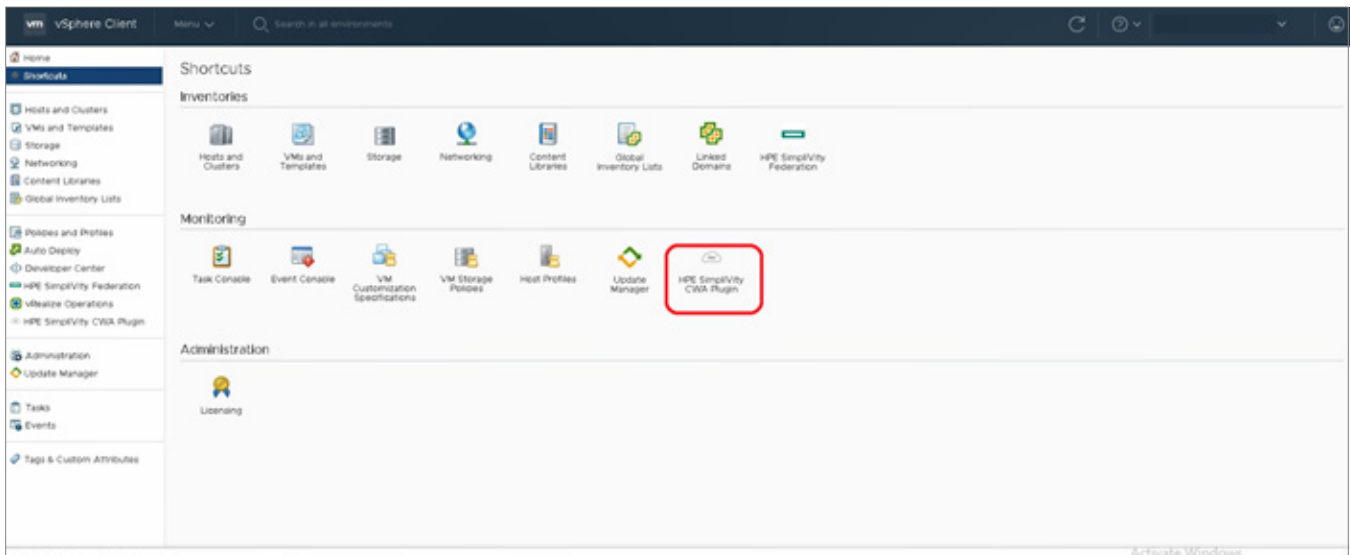 vm vSphere Client Menu Search in all environments
Home
Shortcuts
Hosts and Clusters
VMs and Templates
Storage
Networking
Content Libraries
Global Inventory Lists
Policies and Profiles
Auto Deploy
Developer Center
HPE SimpliVity Federation
vRealize Operations
HPE SimpliVity CWA Plugin
Administration
Update Manager
Tasks
Events
Tags & Custom Attributes
Shortcuts
Inventories
Hosts and
Clusters
VMs and
Templates
Storage
Networking
Content
Libraries
Global
Inventory Lists
Linked
Domains
HPE SimpliVity
Federation
Monitoring
Task Console
Event Console
VM
Customization
Specifications
VM Storage
Policies
Host Profiles
Update
Manager
HPE SimpliVity
CWA Plugin
Administration
Licensing
Activate Windows